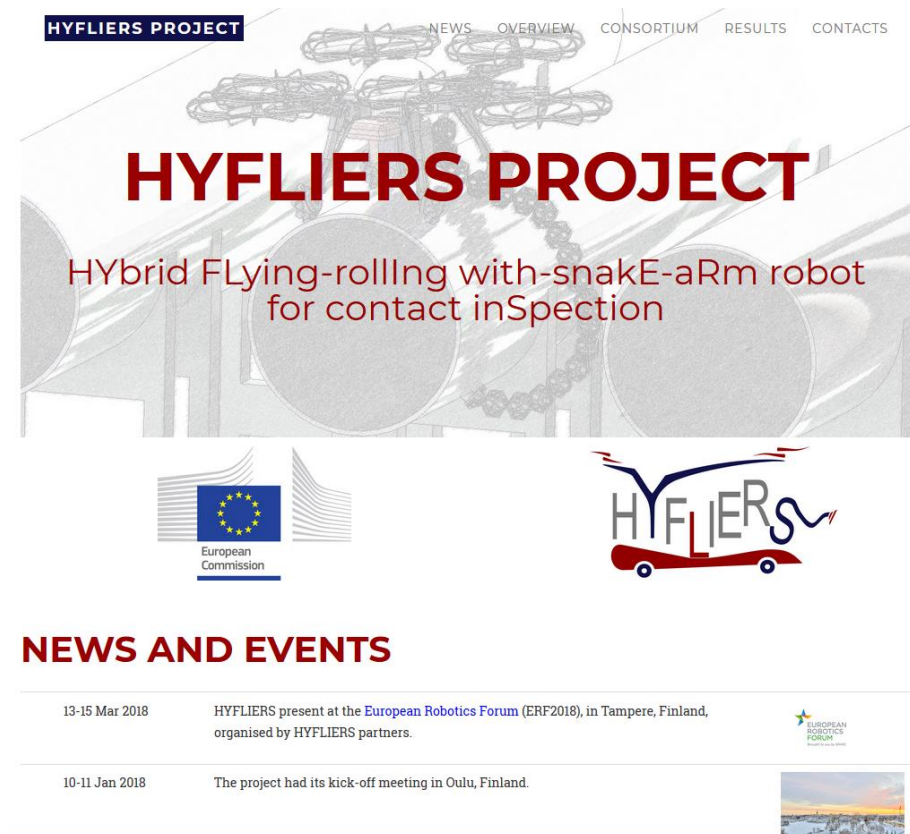 HYFLIERS PROJECT
NEWS OVERVIEW CONSORTIUM RESULTS CONTACTS
HYFLIERS PROJECT
HYbrid FLying-rollIng with-snakE-aRm robot
for contact inSpection
European
Commission
HYFLIERS
NEWS AND EVENTS
13-15 Mar 2018
HYFLIERS present at the European Robotics Forum (ERF2018), in Tampere, Finland,
organised by HYFLIERS partners.
EUROPEAN
ROBOTICS
FORUM
10-11 Jan 2018
The project had its kick-off meeting in Oulu, Finland.